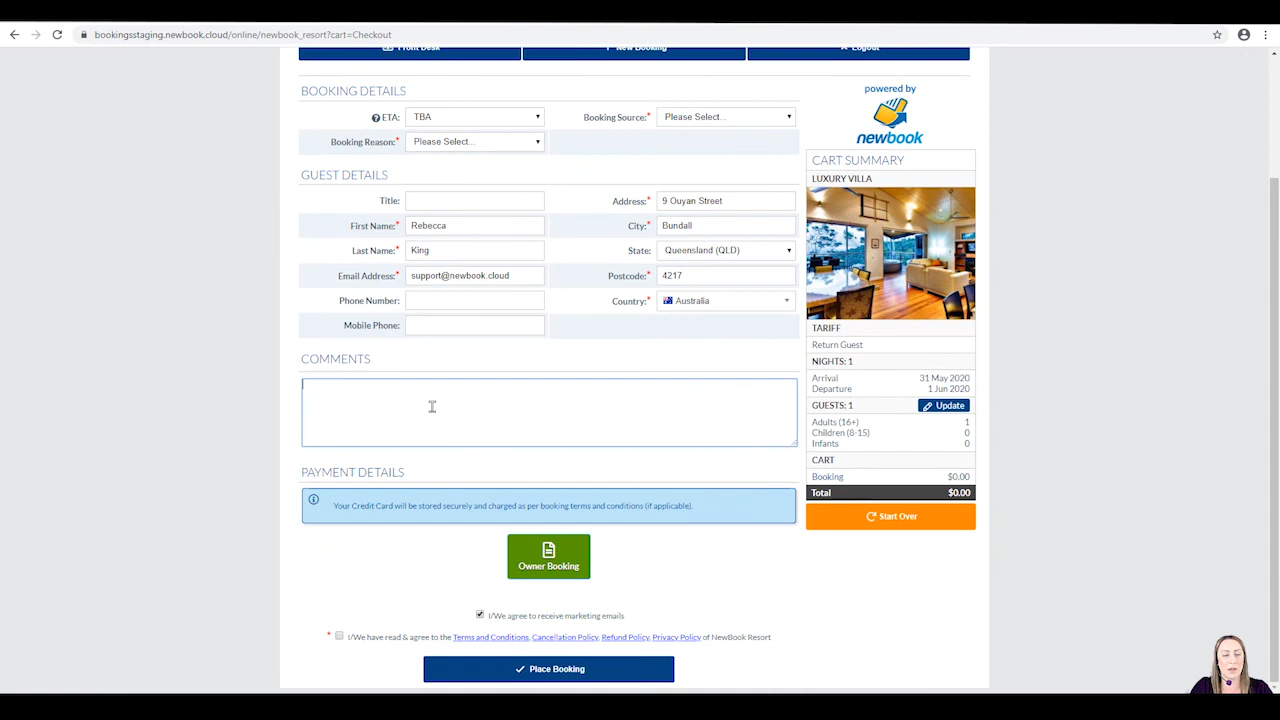 bookingsstaging.newbook.cloud/online/newbook_resort?cart=Checkout
Front Desk
New Booking
Logout
BOOKING DETAILS
ETA: TBA
Booking Source:* Please Select...
Booking Reason:* Please Select...
GUEST DETAILS
Title:
Address:* 9 Ouyan Street
First Name:* Rebecca
City:* Bundall
Last Name:* King
State: Queensland (QLD)
Email Address:* support@newbook.cloud
Postcode:* 4217
Phone Number:
Country:* Australia
Mobile Phone:
COMMENTS
PAYMENT DETAILS
Your Credit Card will be stored securely and charged as per booking terms and conditions (if applicable).
Owner Booking
I/We agree to receive marketing emails
* I/We have read & agree to the Terms and Conditions, Cancellation Policy, Refund Policy, Privacy Policy of NewBook Resort
Place Booking
powered by
newbook
CART SUMMARY
LUXURY VILLA
TARIFF
Return Guest
NIGHTS: 1
Arrival 31 May 2020
Departure 1 Jun 2020
GUESTS: 1 Update
Adults (16+) 1
Children (8-15) 0
Infants 0
CART
Booking $0.00
Total $0.00
Start Over